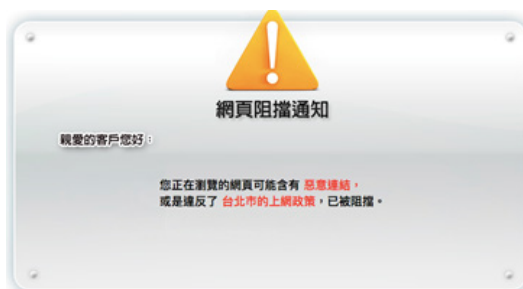 網頁阻擋通知
親愛的客戶您好：
您正在瀏覽的網頁可能含有 惡意連結，
或是違反了 台北市的上網政策，已被阻擋。